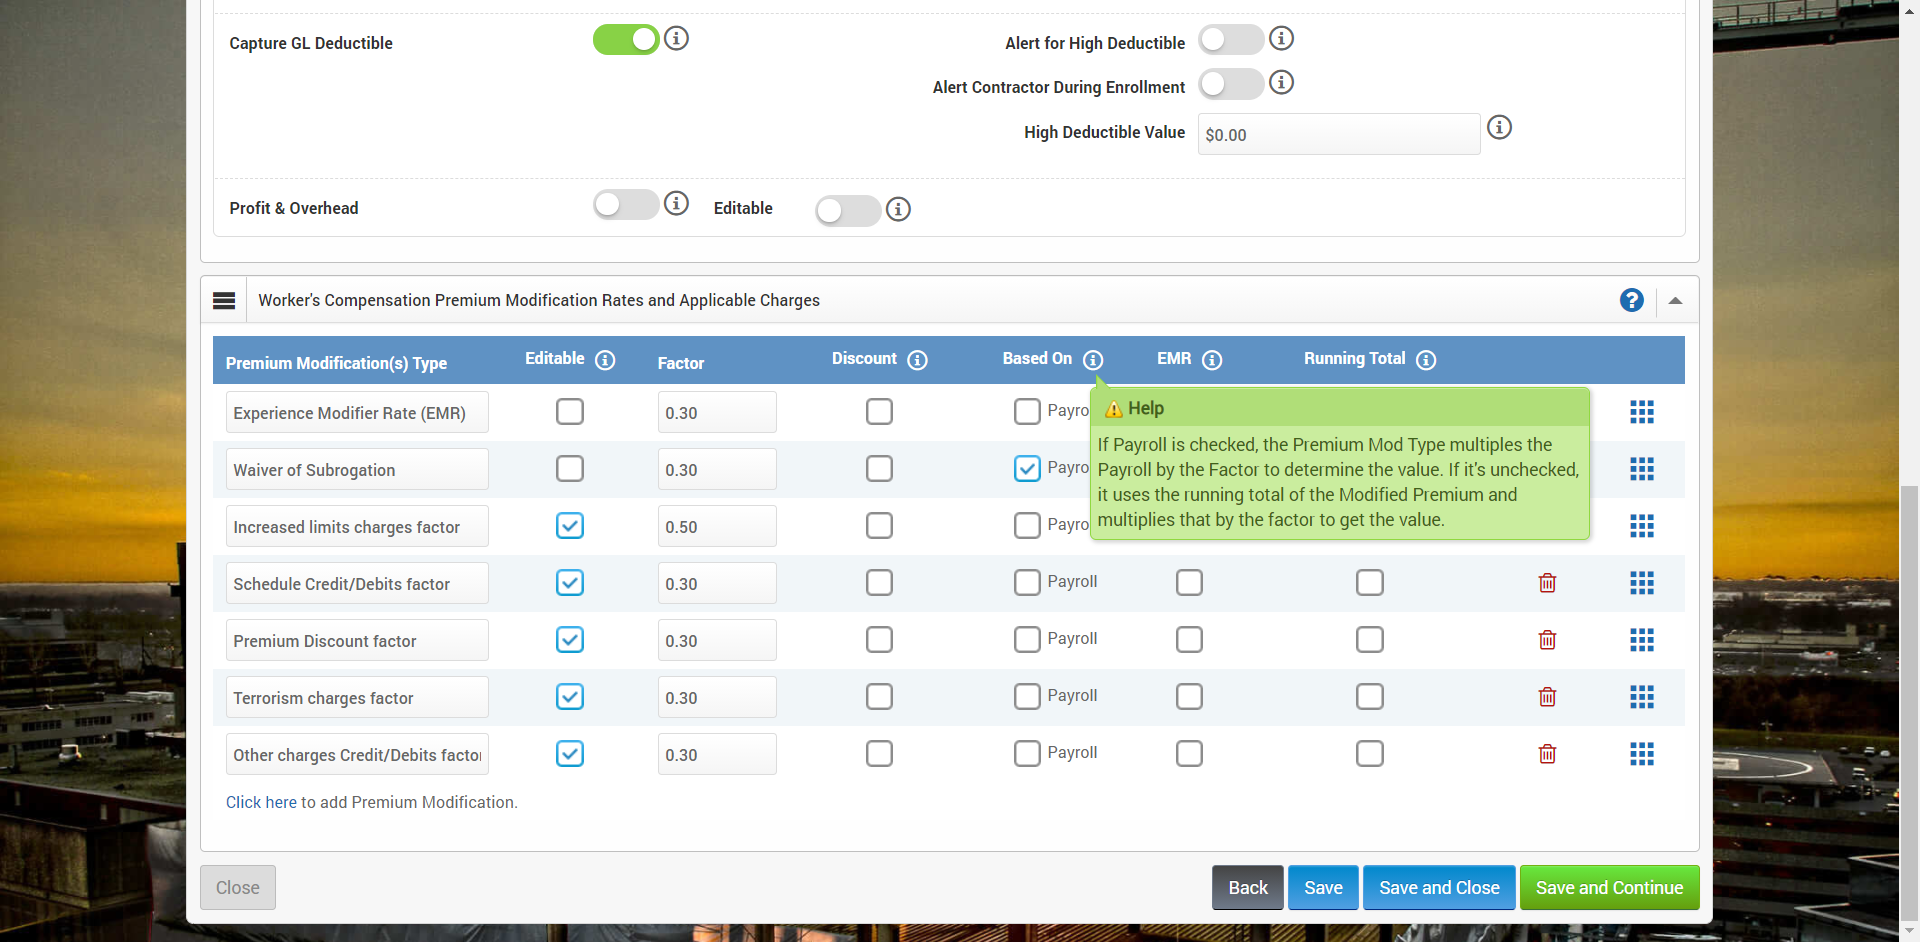 Capture GL Deductible
Alert for High Deductible
Alert Contractor During Enrollment
High Deductible Value $0.00
Profit & Overhead Editable
Worker's Compensation Premium Modification Rates and Applicable Charges
Premium Modification(s) Type Editable Factor Discount Based On EMR Running Total
Experience Modifier Rate (EMR) 0.30 Payro
Waiver of Subrogation 0.30 Payro
Increased limits charges factor 0.50 Payro
Help
If Payroll is checked, the Premium Mod Type multiples the
Payroll by the Factor to determine the value. If it's unchecked,
it uses the running total of the Modified Premium and
multiplies that by the factor to get the value.
Schedule Credit/Debits factor 0.30 Payroll
Premium Discount factor 0.30 Payroll
Terrorism charges factor 0.30 Payroll
Other charges Credit/Debits factor 0.30 Payroll
Click here to add Premium Modification.
Close Back Save Save and Close Save and Continue